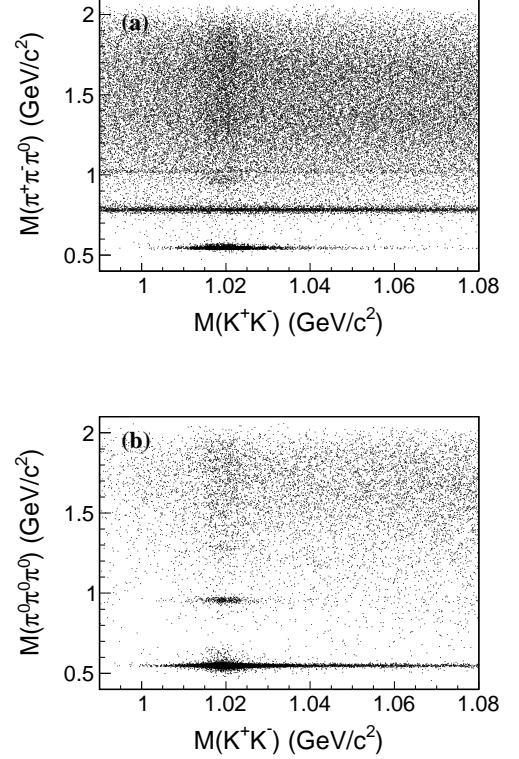 (a)
M(π⁺π⁻π⁰) (GeV/c²)
2
1.5
1
0.5
1 1.02 1.04 1.06 1.08
M(K⁺K⁻) (GeV/c²)
(b)
M(π⁰π⁰π⁰) (GeV/c²)
2
1.5
1
0.5
1 1.02 1.04 1.06 1.08
M(K⁺K⁻) (GeV/c²)